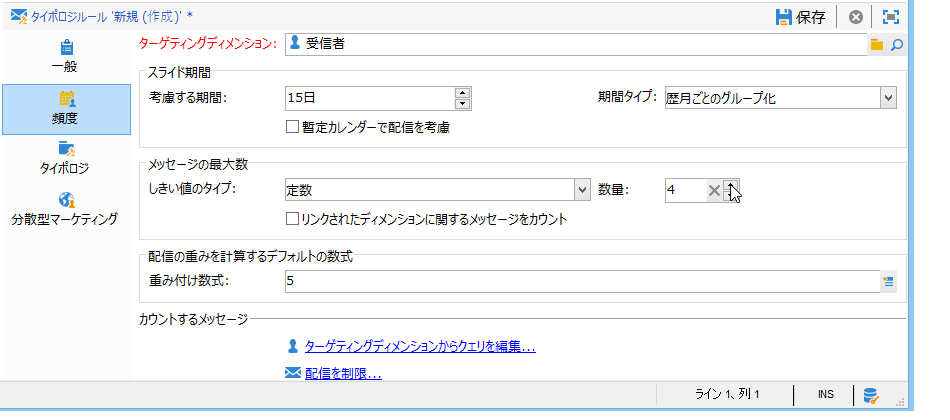 タイポロジルール '新規 (作成)' *
保存
一般
頻度
タイポロジ
分散型マーケティング
ターゲティングディメンション: 受信者
スライド期間
考慮する期間: 15日 期間タイプ: 歴月ごとのグループ化
暫定カレンダーで配信を考慮
メッセージの最大数
しきい値のタイプ: 定数 数量: 4
リンクされたディメンションに関するメッセージをカウント
配信の重みを計算するデフォルトの数式
重み付け数式: 5
カウントするメッセージ
ターゲティングディメンションからクエリを編集...
配信を制限...
ライン 1、列 1 INS